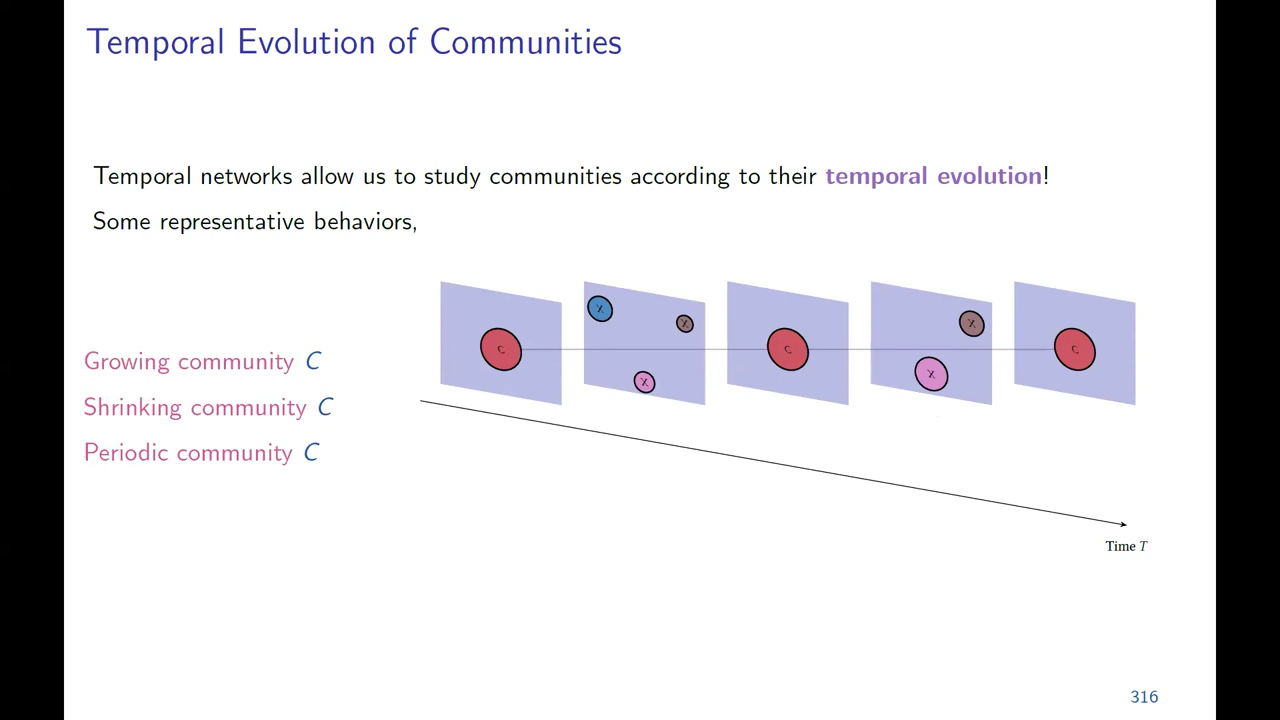 Temporal Evolution of Communities
Temporal networks allow us to study communities according to their temporal evolution!
Some representative behaviors,
Growing community C
Shrinking community C
Periodic community C
C
X
X
X
C
X
X
C
Time T
316